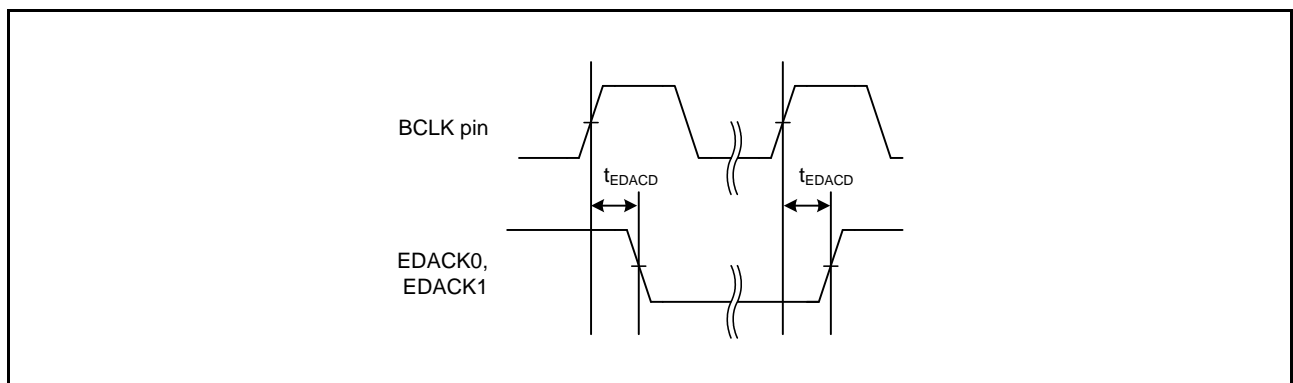 BCLK pin
tEDACD
tEDACD
EDACK0,
EDACK1